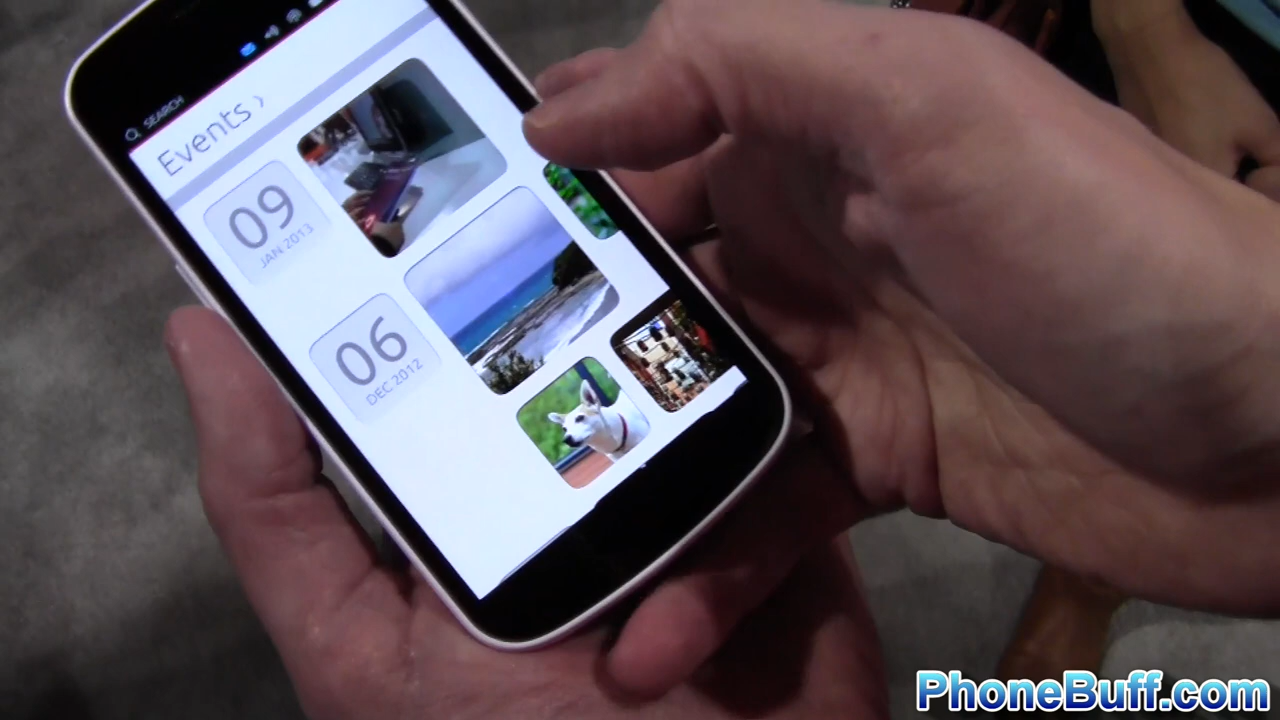 SEARCH
Events >
09
JAN 2013
06
DEC 2012
PhoneBuff.com